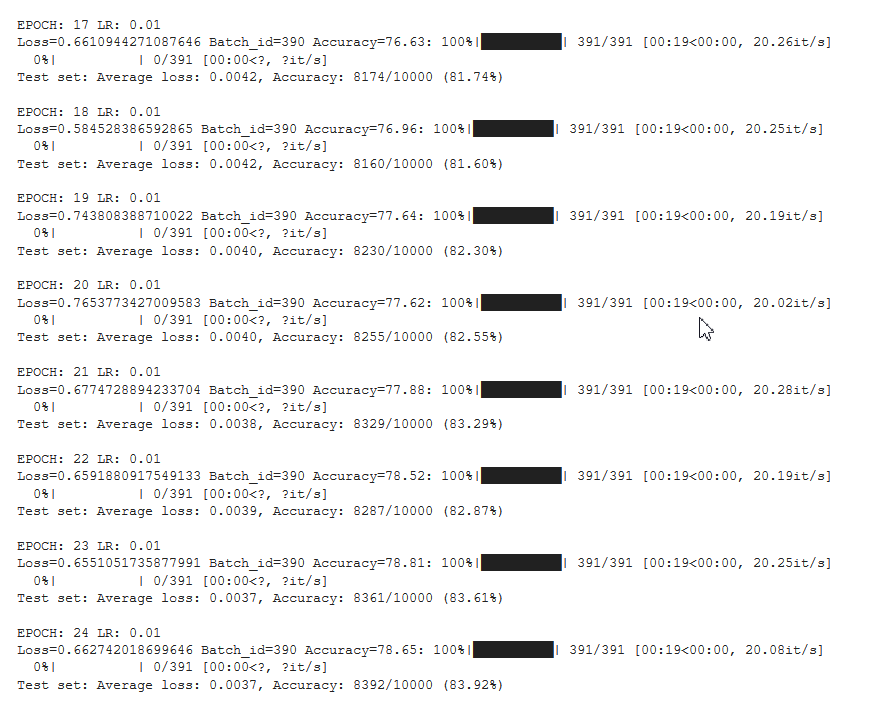 EPOCH: 17 LR: 0.01
Loss=0.6610944271087646 Batch_id=390 Accuracy=76.63: 100%|██████████| 391/391 [00:19<00:00, 20.26it/s]
  0%|          | 0/391 [00:00<?, ?it/s]
Test set: Average loss: 0.0042, Accuracy: 8174/10000 (81.74%)

EPOCH: 18 LR: 0.01
Loss=0.584528386592865 Batch_id=390 Accuracy=76.96: 100%|██████████| 391/391 [00:19<00:00, 20.25it/s]
  0%|          | 0/391 [00:00<?, ?it/s]
Test set: Average loss: 0.0042, Accuracy: 8160/10000 (81.60%)

EPOCH: 19 LR: 0.01
Loss=0.743808388710022 Batch_id=390 Accuracy=77.64: 100%|██████████| 391/391 [00:19<00:00, 20.19it/s]
  0%|          | 0/391 [00:00<?, ?it/s]
Test set: Average loss: 0.0040, Accuracy: 8230/10000 (82.30%)

EPOCH: 20 LR: 0.01
Loss=0.7653773427009583 Batch_id=390 Accuracy=77.62: 100%|██████████| 391/391 [00:19<00:00, 20.02it/s]
  0%|          | 0/391 [00:00<?, ?it/s]
Test set: Average loss: 0.0040, Accuracy: 8255/10000 (82.55%)

EPOCH: 21 LR: 0.01
Loss=0.6774728894233704 Batch_id=390 Accuracy=77.88: 100%|██████████| 391/391 [00:19<00:00, 20.28it/s]
  0%|          | 0/391 [00:00<?, ?it/s]
Test set: Average loss: 0.0038, Accuracy: 8329/10000 (83.29%)

EPOCH: 22 LR: 0.01
Loss=0.6591880917549133 Batch_id=390 Accuracy=78.52: 100%|██████████| 391/391 [00:19<00:00, 20.19it/s]
  0%|          | 0/391 [00:00<?, ?it/s]
Test set: Average loss: 0.0039, Accuracy: 8287/10000 (82.87%)

EPOCH: 23 LR: 0.01
Loss=0.6551051735877991 Batch_id=390 Accuracy=78.81: 100%|██████████| 391/391 [00:19<00:00, 20.25it/s]
  0%|          | 0/391 [00:00<?, ?it/s]
Test set: Average loss: 0.0037, Accuracy: 8361/10000 (83.61%)

EPOCH: 24 LR: 0.01
Loss=0.662742018699646 Batch_id=390 Accuracy=78.65: 100%|██████████| 391/391 [00:19<00:00, 20.08it/s]
  0%|          | 0/391 [00:00<?, ?it/s]
Test set: Average loss: 0.0037, Accuracy: 8392/10000 (83.92%)